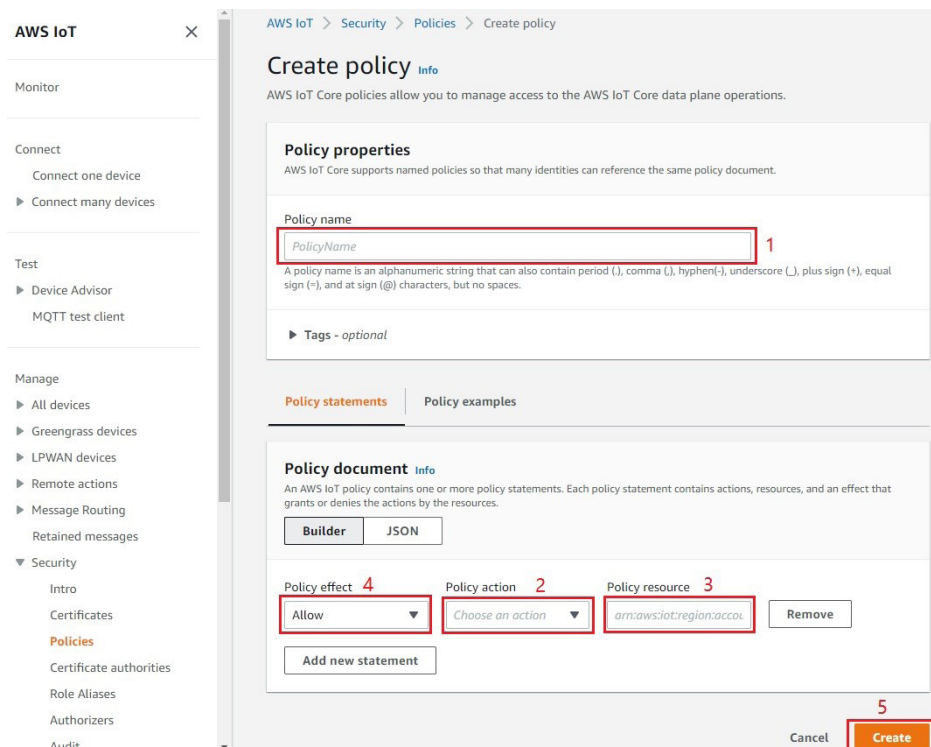 AWS IoT
Monitor
Connect
Connect one device
Connect many devices
Test
Device Advisor
MQTT test client
Manage
All devices
Greengrass devices
LPWAN devices
Remote actions
Message Routing
Retained messages
Security
Intro
Certificates
Policies
Certificate authorities
Role Aliases
Authorizers
Audit
AWS IoT > Security > Policies > Create policy
Create policy Info
AWS IoT Core policies allow you to manage access to the AWS IoT Core data plane operations.
Policy properties
AWS IoT Core supports named policies so that many identities can reference the same policy document.
Policy name
PolicyName 1
A policy name is an alphanumeric string that can also contain period (.), comma (,), hyphen(-), underscore (_), plus sign (+), equal
sign (=), and at sign (@) characters, but no spaces.
Tags - optional
Policy statements Policy examples
Policy document Info
An AWS IoT policy contains one or more policy statements. Each policy statement contains actions, resources, and an effect that
grants or denies the actions by the resources.
Builder JSON
Policy effect 4 Policy action 2 Policy resource 3
Allow Choose an action arn:aws:iot:region:accou Remove
Add new statement
5
Cancel Create